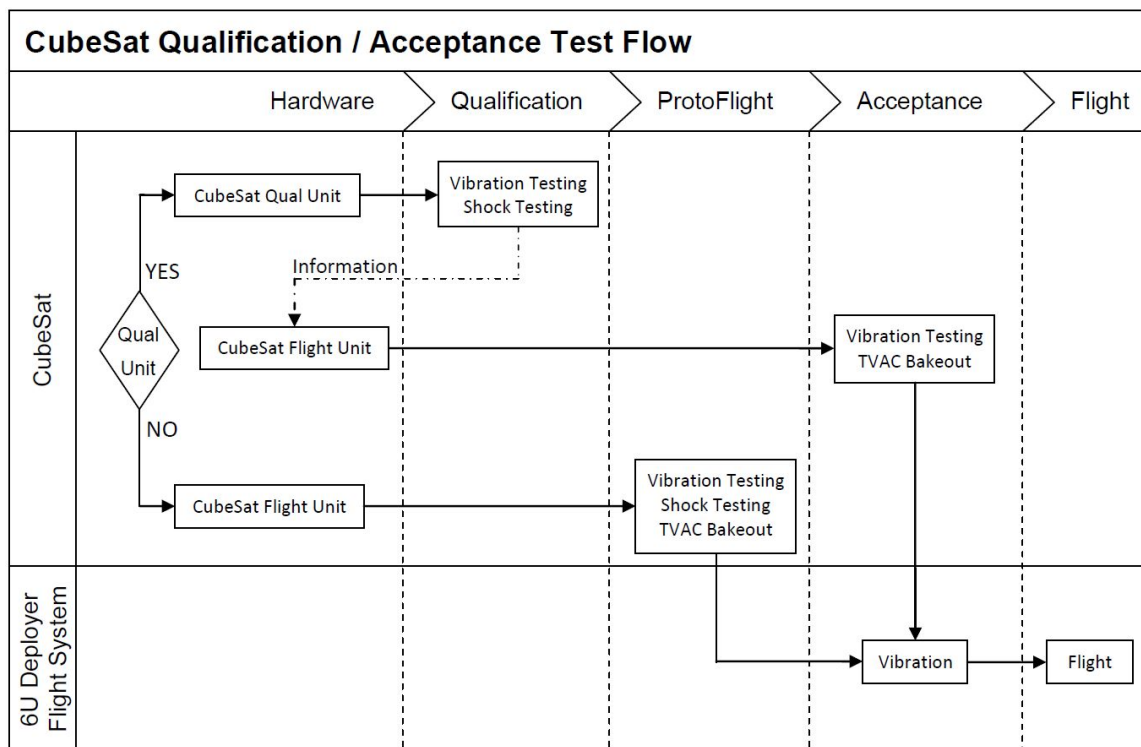 CubeSat Qualification / Acceptance Test Flow
Hardware
Qualification
ProtoFlight
Acceptance
Flight
CubeSat
CubeSat Qual Unit
Vibration Testing
Shock Testing
Information
YES
Qual
Unit
CubeSat Flight Unit
Vibration Testing
TVAC Bakeout
NO
CubeSat Flight Unit
Vibration Testing
Shock Testing
TVAC Bakeout
6U Deployer
Flight System
Vibration
Flight